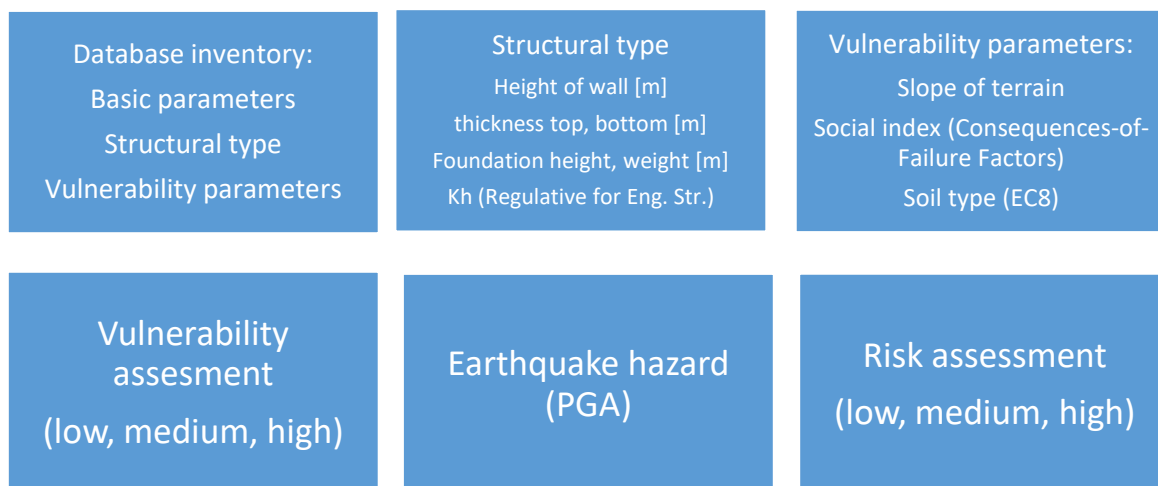 Database inventory:
Basic parameters
Structural type
Vulnerability parameters
Structural type
Height of wall [m]
thickness top, bottom [m]
Foundation height, weight [m]
Kh (Regulative for Eng. Str.)
Vulnerability parameters:
Slope of terrain
Social index (Consequences-of-
Failure Factors)
Soil type (EC8)
Vulnerability
assesment
(low, medium, high)
Earthquake hazard
(PGA)
Risk assessment
(low, medium, high)